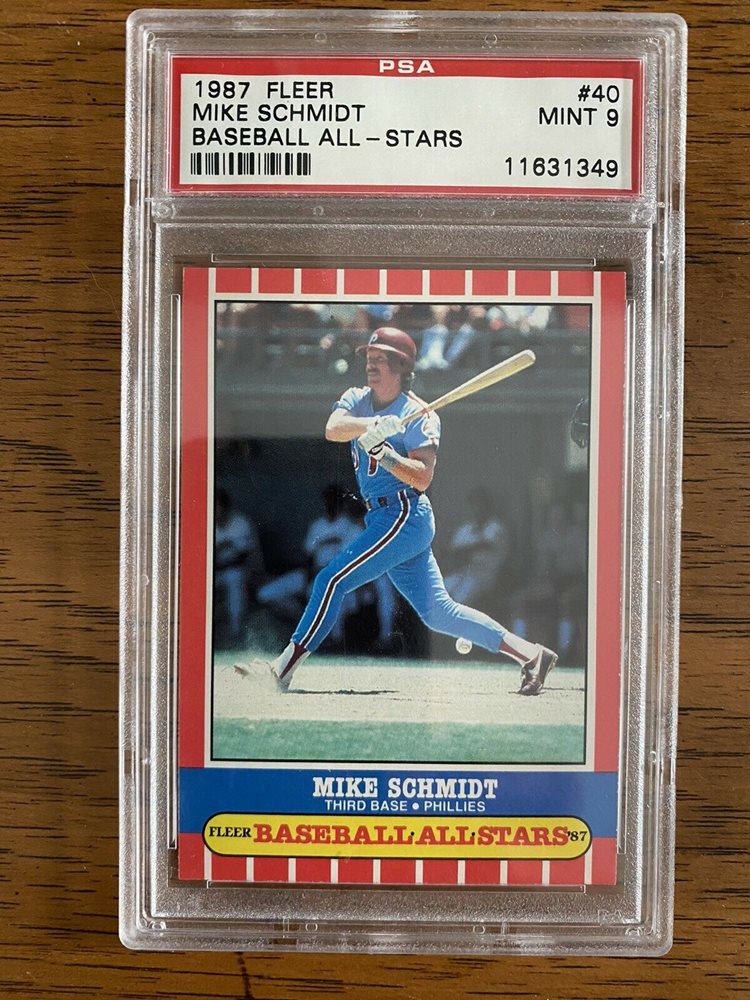 PSA
1987 FLEER #40
MIKE SCHMIDT MINT 9
BASEBALL ALL-STARS
11631349
P
MIKE SCHMIDT
THIRD BASE • PHILLIES
FLEER BASEBALL ALL STARS '87